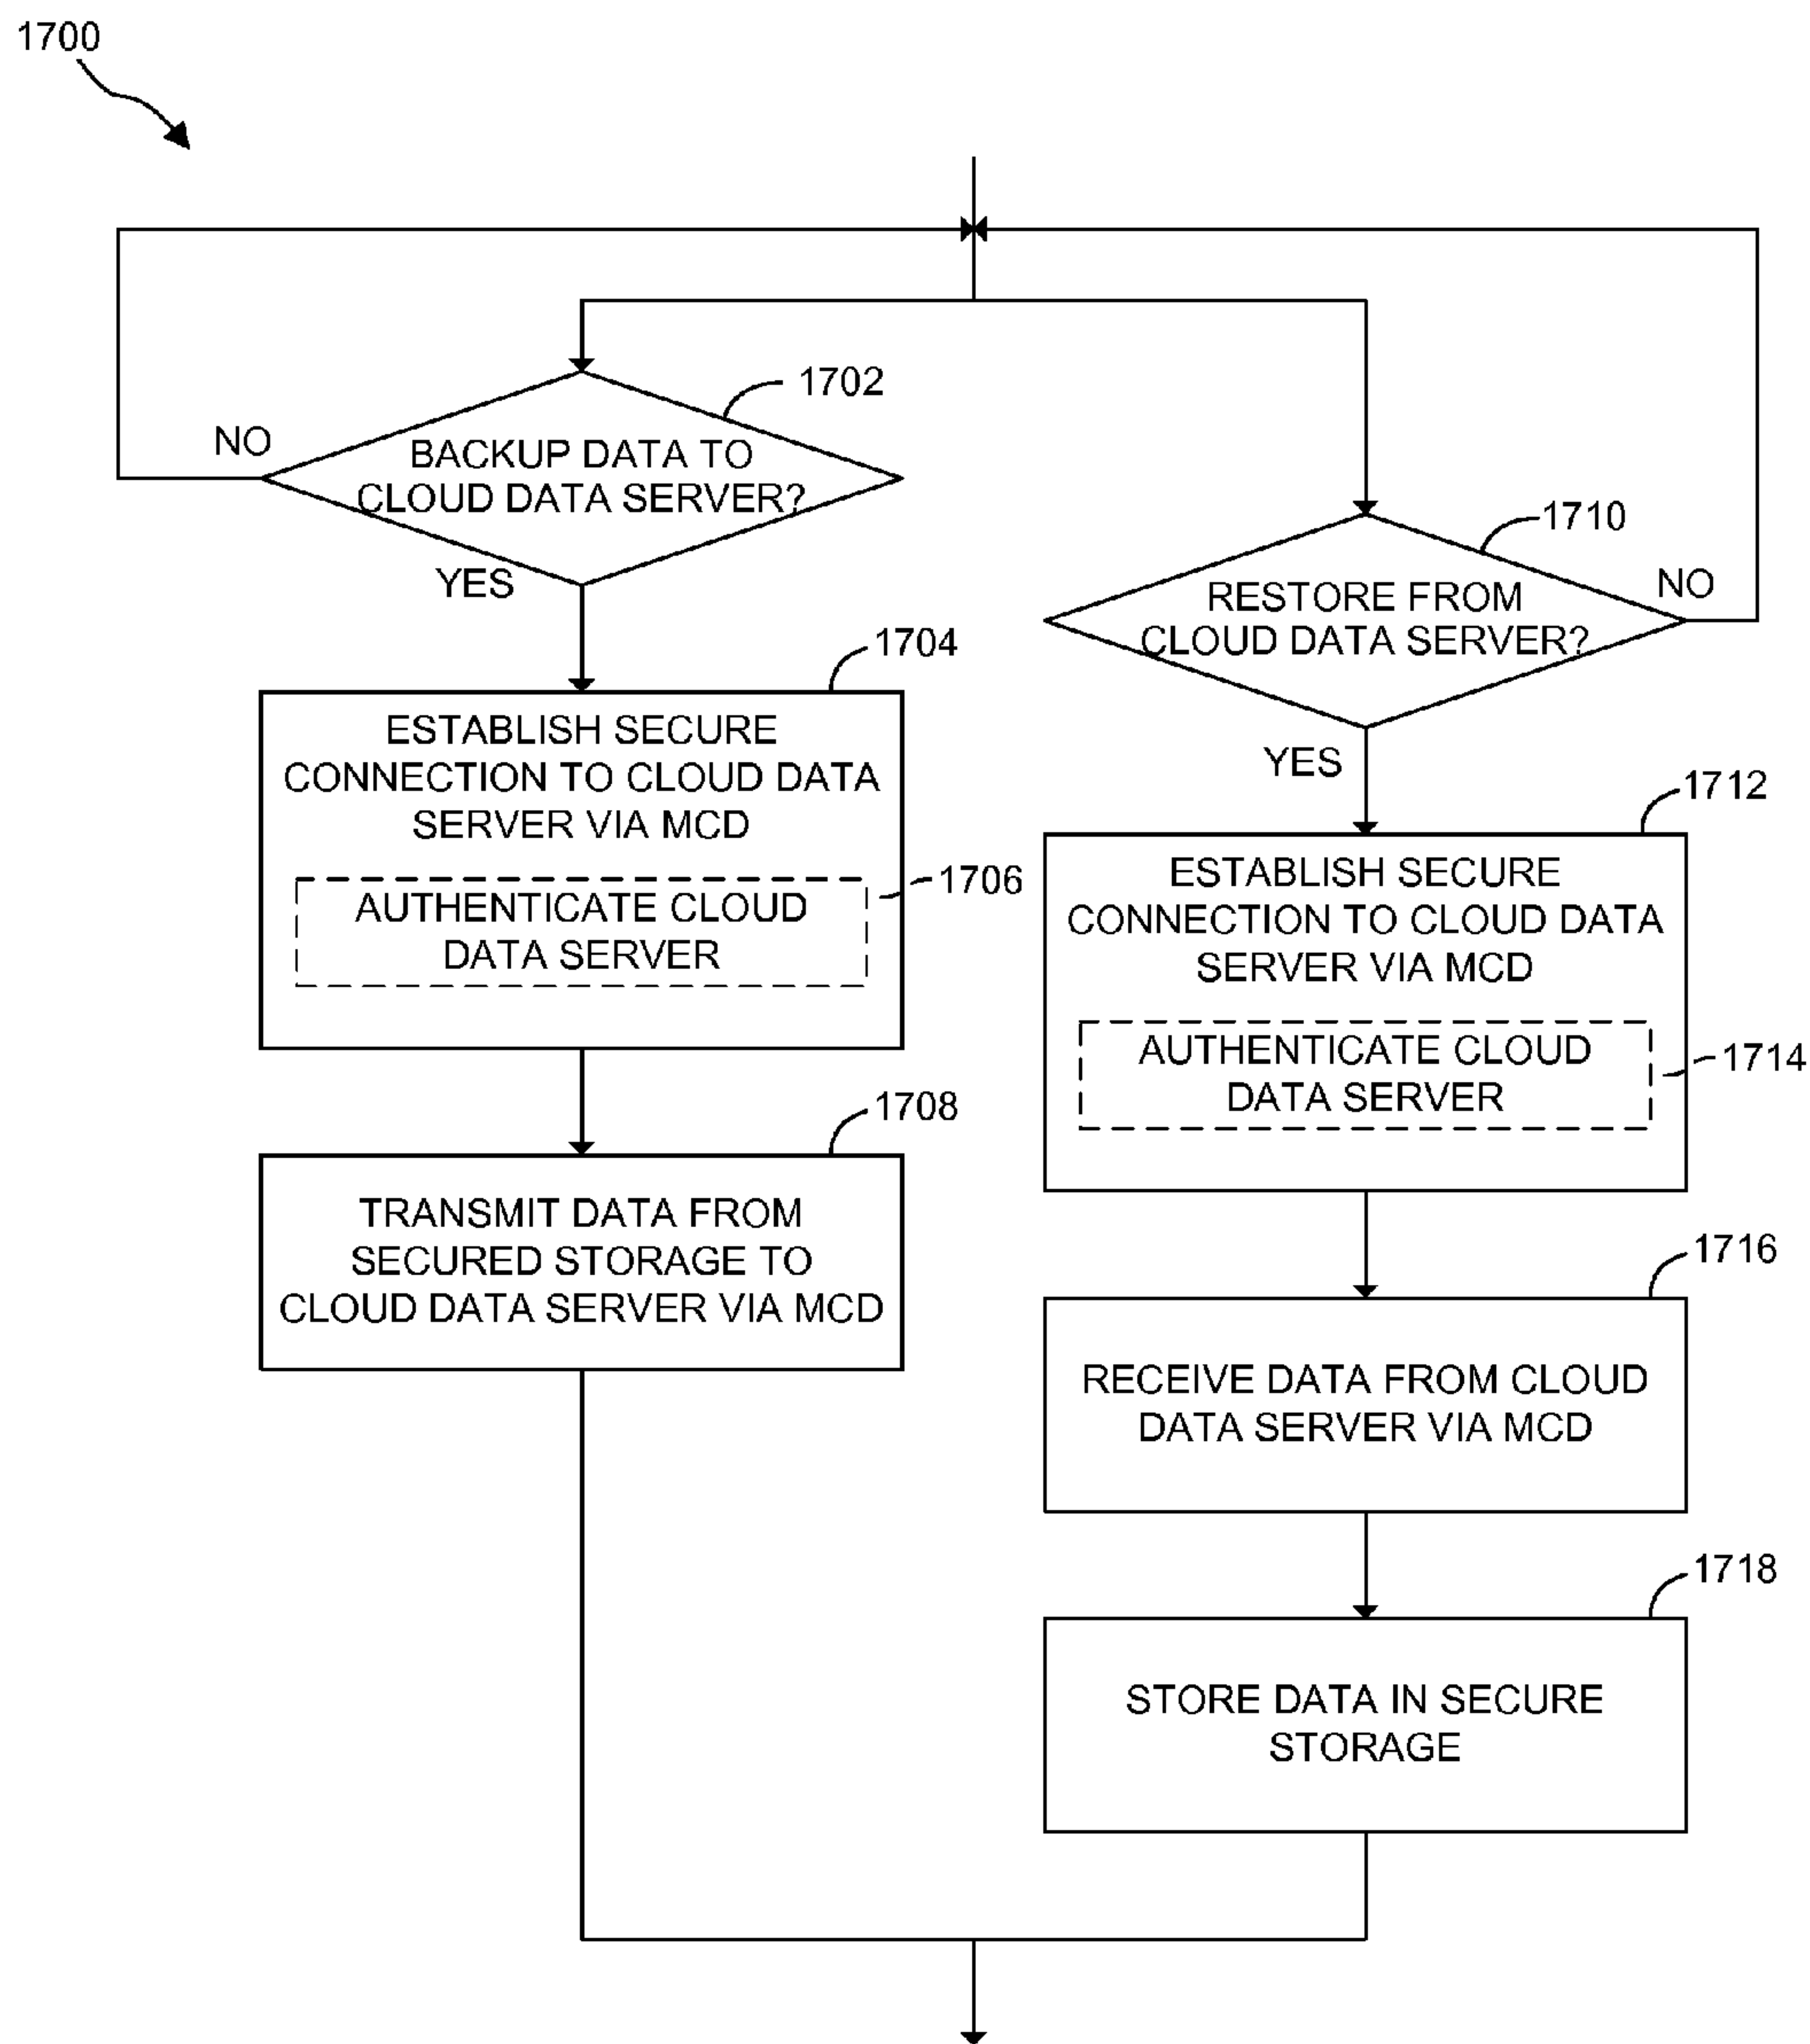 1700
1702
NO
BACKUP DATA TO
CLOUD DATA SERVER?
YES
1704
ESTABLISH SECURE
CONNECTION TO CLOUD DATA
SERVER VIA MCD
1706
AUTHENTICATE CLOUD
DATA SERVER
1708
TRANSMIT DATA FROM
SECURED STORAGE TO
CLOUD DATA SERVER VIA MCD
1710
NO
RESTORE FROM
CLOUD DATA SERVER?
YES
1712
ESTABLISH SECURE
CONNECTION TO CLOUD DATA
SERVER VIA MCD
1714
AUTHENTICATE CLOUD
DATA SERVER
1716
RECEIVE DATA FROM CLOUD
DATA SERVER VIA MCD
1718
STORE DATA IN SECURE
STORAGE